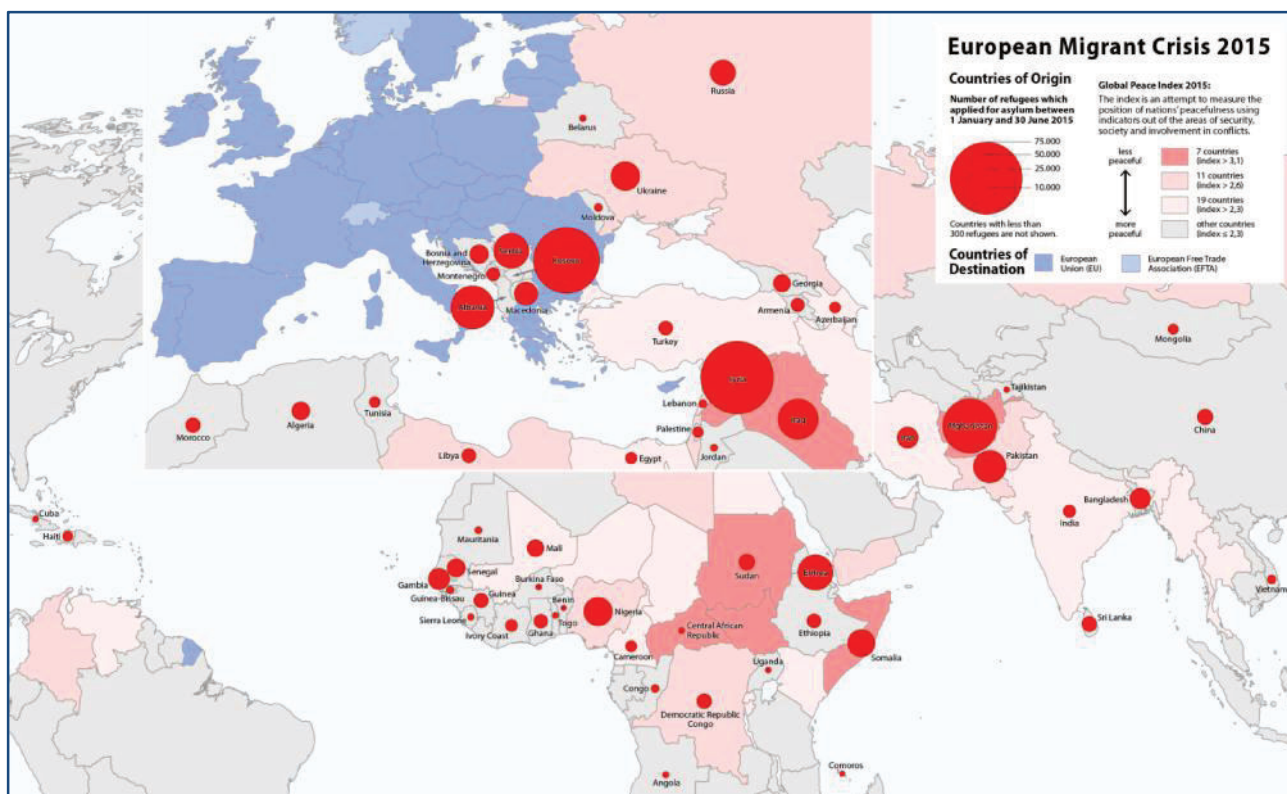 European Migrant Crisis 2015
Countries of Origin
Number of refugees which
applied for asylum between
1 January and 30 June 2015
75.000
50.000
25.000
10.000
Countries with less than
300 refugees are not shown.
Global Peace Index 2015:
The index is an attempt to measure the
position of nations' peacefulness using
indicators out of the areas of security,
society and involvement in conflicts.
less
peaceful
more
peaceful
7 countries
(index > 3,1)
11 countries
(index > 2,6)
19 countries
(index > 2,3)
other countries
(index ≤ 2,3)
Countries of
Destination
European
Union (EU)
European Free Trade
Association (EFTA)
Russia
Belarus
Ukraine
Moldova
Bosnia and
Herzegovina
Serbia
Kosovo
Montenegro
Albania
Macedonia
Georgia
Armenia
Azerbaijan
Turkey
Syria
Lebanon
Iraq
Palestine
Jordan
Morocco
Algeria
Tunisia
Libya
Egypt
Mongolia
Tajikistan
Afghanistan
Iran
Pakistan
China
Bangladesh
India
Vietnam
Sri Lanka
Cuba
Haiti
Mauritania
Mali
Senegal
Gambia
Guinea-Bissau
Guinea
Burkina Faso
Benin
Togo
Sierra Leone
Ivory Coast
Ghana
Nigeria
Cameroon
Sudan
Eritrea
Central African
Republic
Ethiopia
Somalia
Uganda
Congo
Democratic Republic
Congo
Angola
Comoros